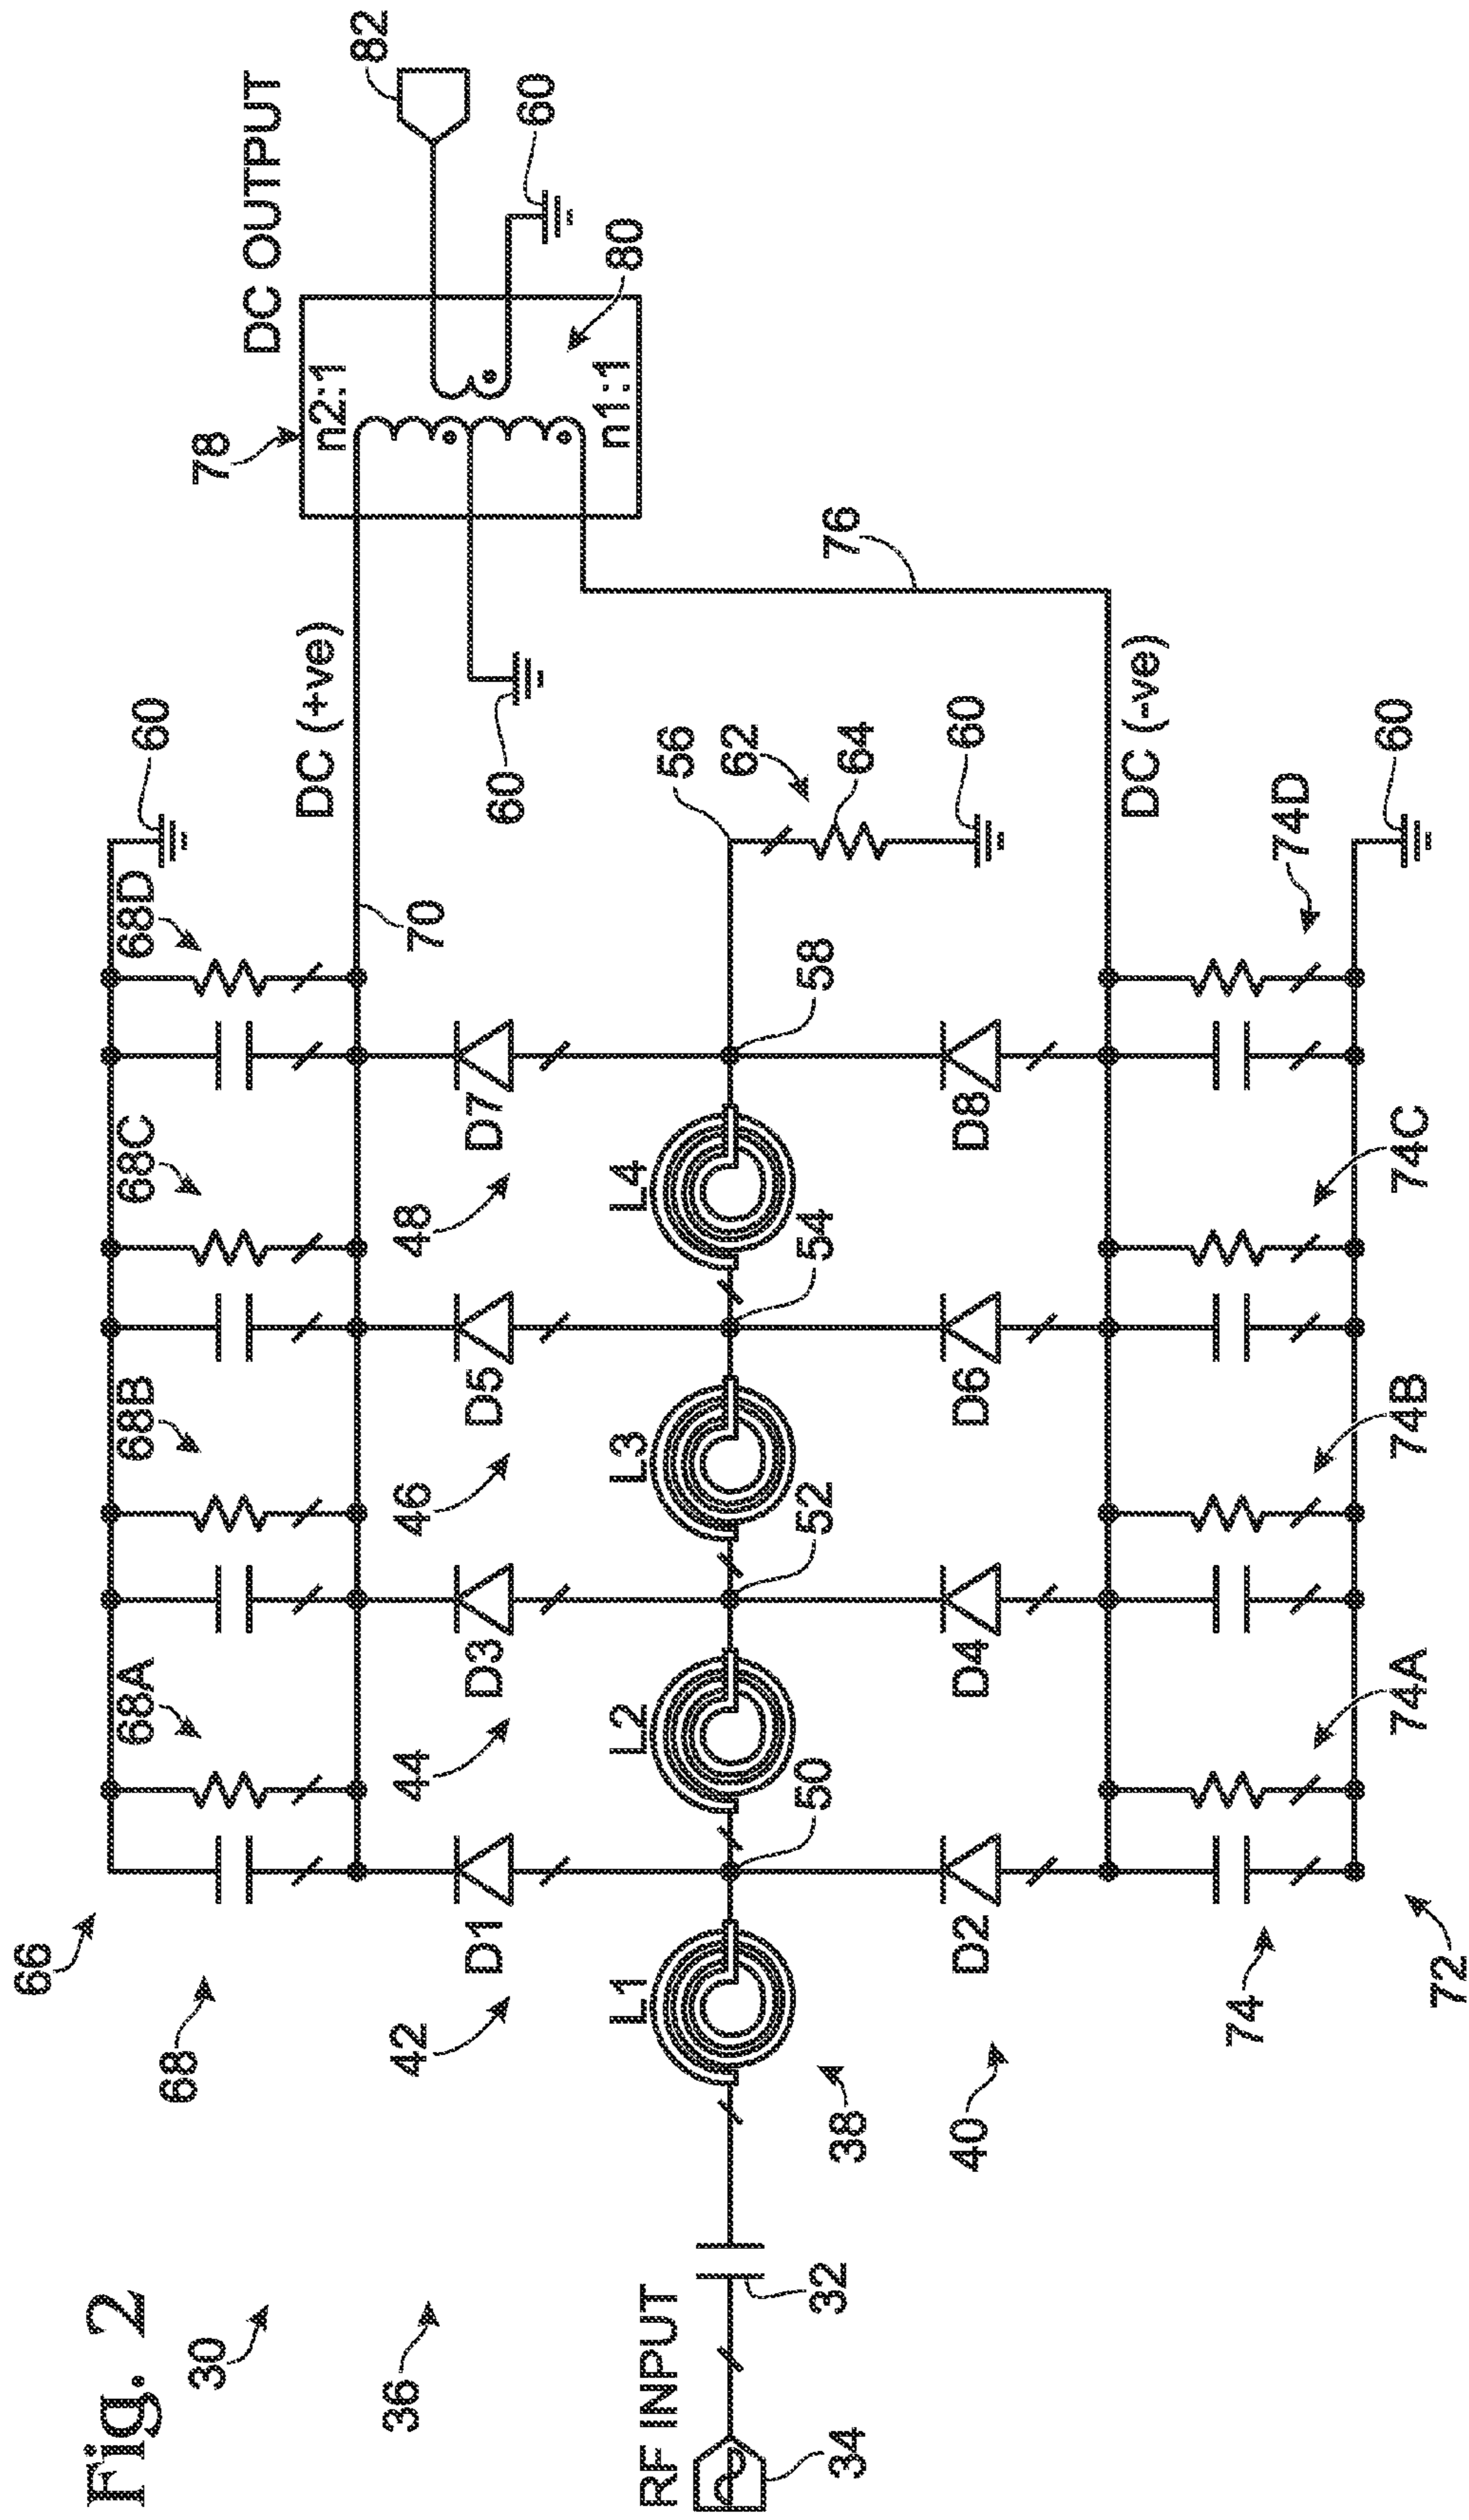 Fig. 2
30
36
66
68
68A
68B
68C
68D
60
DC (+ve)
70
78
DC OUTPUT
n2:1
n1:1
80
82
60
60
76
42
44
46
48
D1
D3
D5
D7
RF INPUT
34
32
L1
L2
L3
L4
38
50
52
54
58
56
62
64
60
40
D2
D4
D6
D8
DC (-ve)
74
72
74A
74B
74C
74D
60